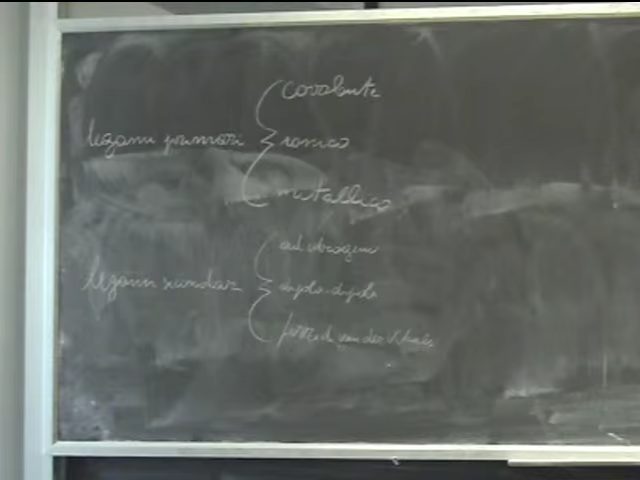 covalente
legami primari { ionico
metallico
ad idrogeno
legami secondari { dipolo-dipolo
forze di van der Waals